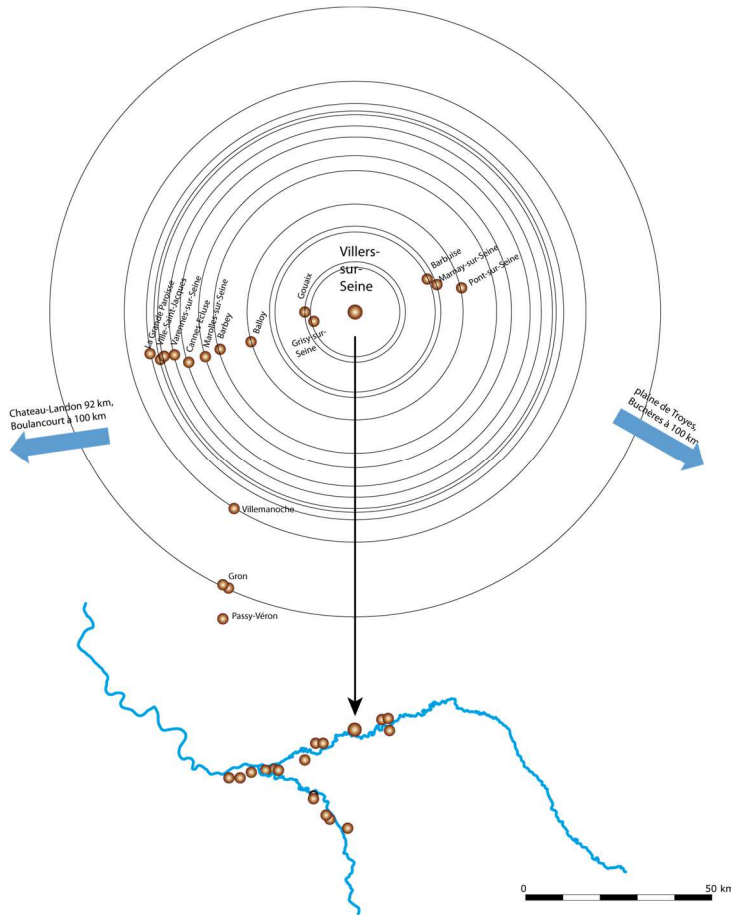 Villers-
sur-
Seine
Barbuise
Marnay-sur-Seine
Pont-sur-Seine
Gouaix
Grisy-sur-
Seine
La Grande Paroisse
Ville-Saint-Jacques
Varennes-sur-Seine
Cannes-Ecluse
Marolles-sur-Seine
Barbey
Balloy
Chateau-Landon 92 km,
Boulancourt à 100 km
plaine de Troyes,
Buchères à 100 km
Villemanoche
Gron
Passy-Véron
0
50 km